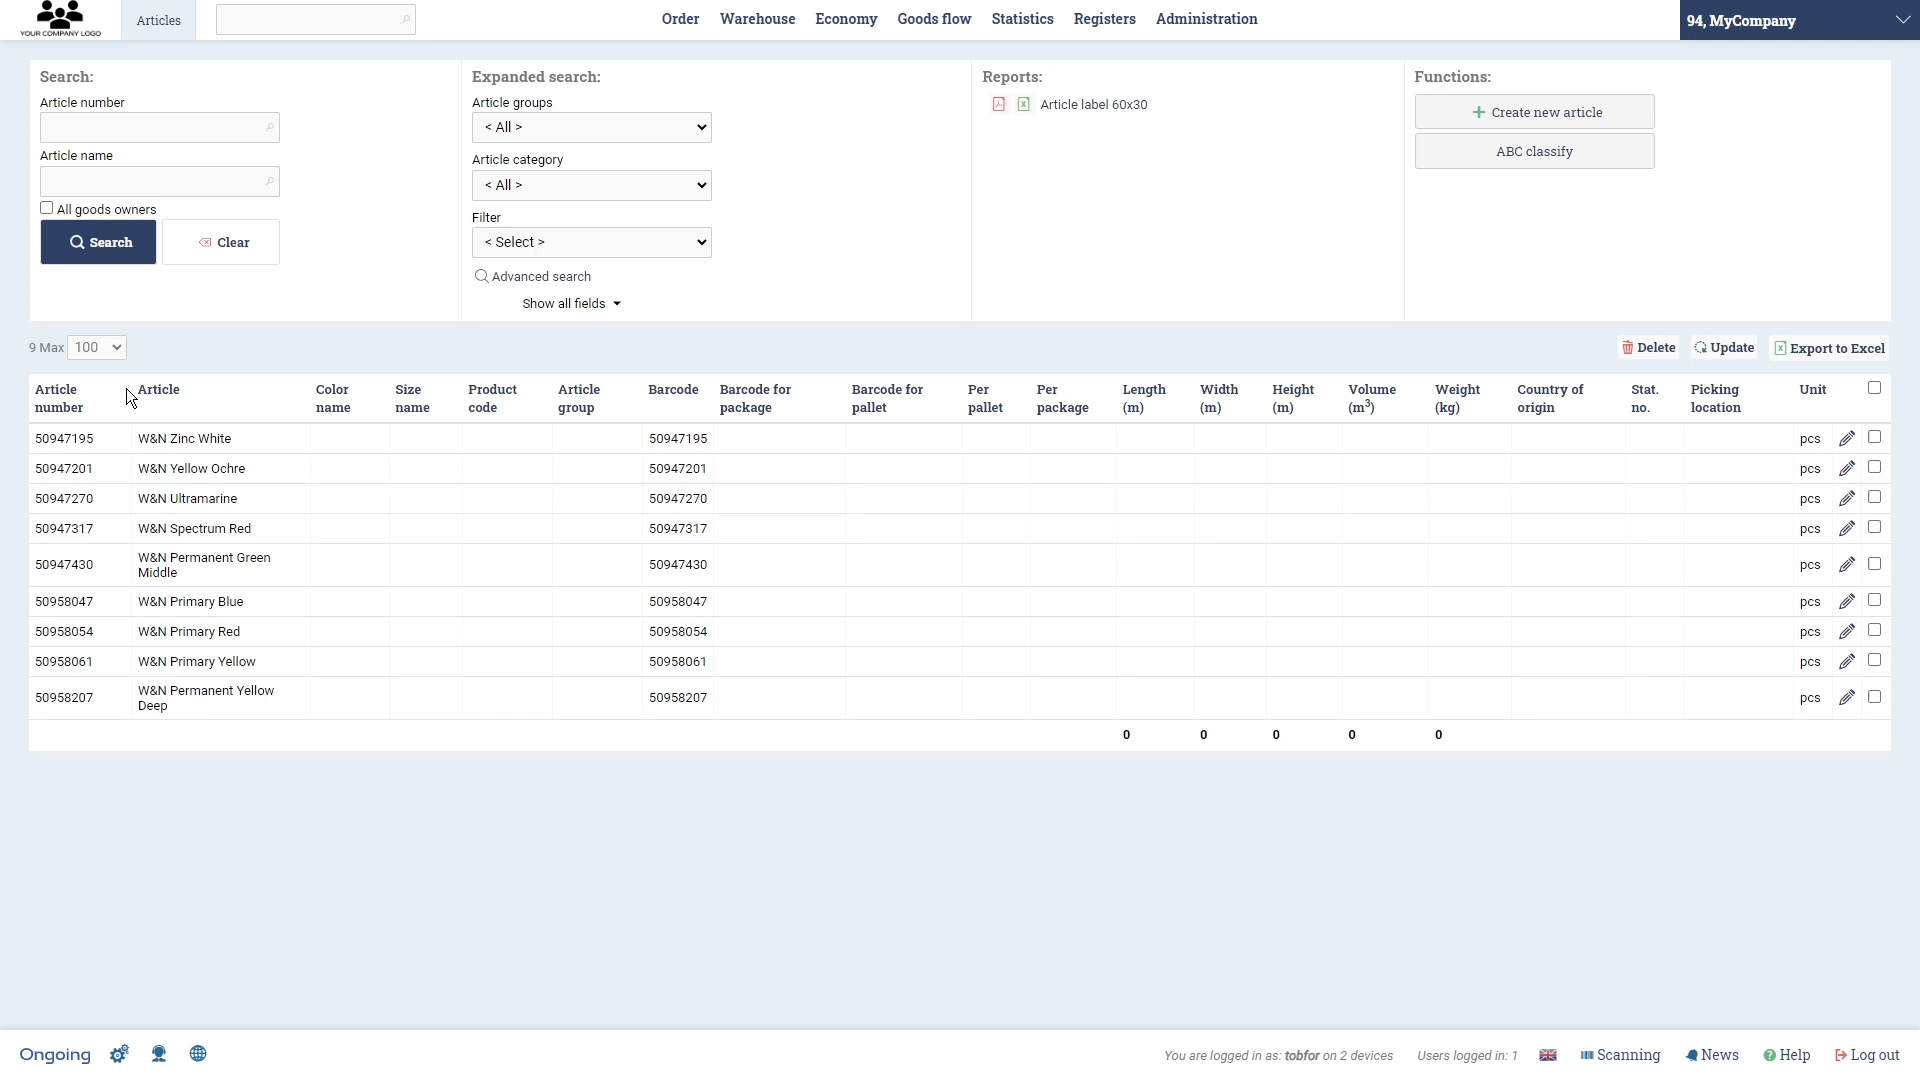 YOUR COMPANY LOGO
Articles
Order Warehouse Economy Goods flow Statistics Registers Administration
94, MyCompany
Search:
Article number
Article name
All goods owners
Search Clear
Expanded search:
Article groups
< All >
Article category
< All >
Filter
< Select >
Advanced search
Show all fields
Reports:
Article label 60x30
Functions:
Create new article
ABC classify
9 Max 100
Delete Update Export to Excel
Article number Article Color name Size name Product code Article group Barcode Barcode for package Barcode for pallet Per pallet Per package Length (m) Width (m) Height (m) Volume (m³) Weight (kg) Country of origin Stat. no. Picking location Unit
50947195 W&N Zinc White 50947195 pcs
50947201 W&N Yellow Ochre 50947201 pcs
50947270 W&N Ultramarine 50947270 pcs
50947317 W&N Spectrum Red 50947317 pcs
50947430 W&N Permanent Green Middle 50947430 pcs
50958047 W&N Primary Blue 50958047 pcs
50958054 W&N Primary Red 50958054 pcs
50958061 W&N Primary Yellow 50958061 pcs
50958207 W&N Permanent Yellow Deep 50958207 pcs
0 0 0 0 0
Ongoing
You are logged in as: tobfor on 2 devices Users logged in: 1 Scanning News Help Log out